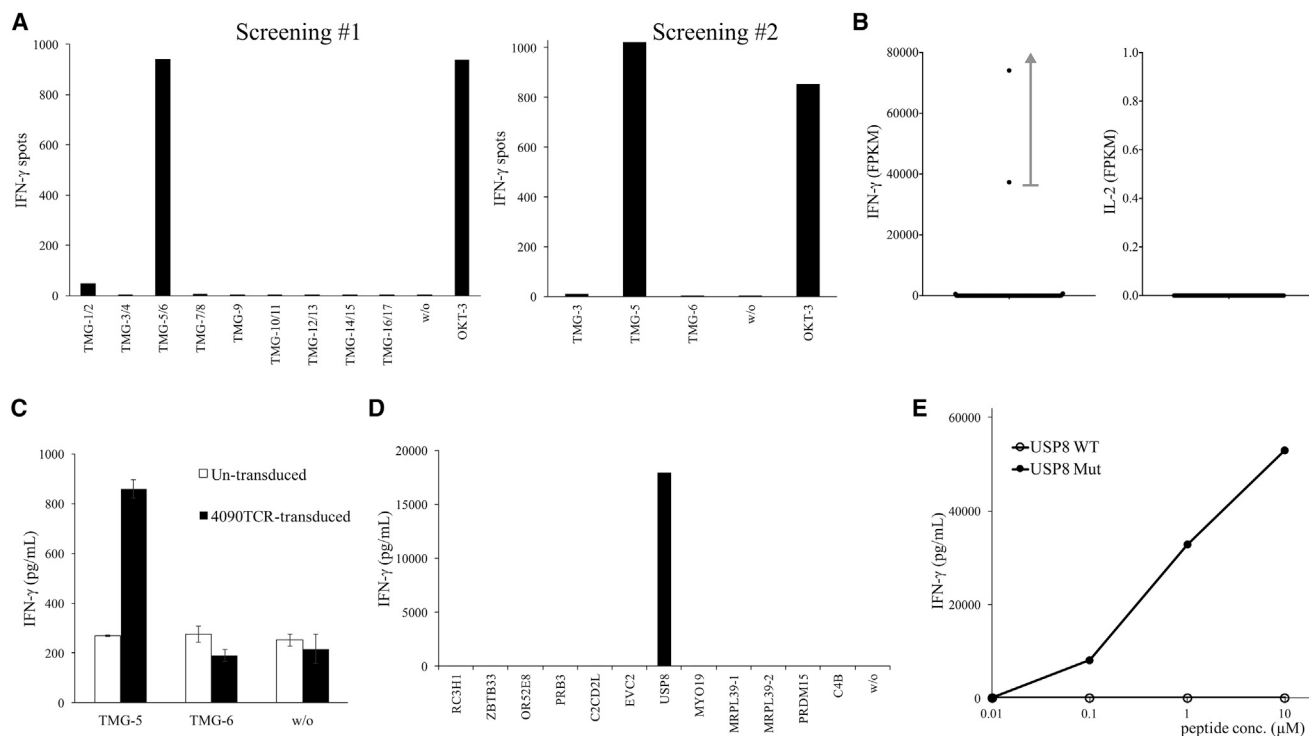 A
Screening #1
IFN-γ spots
1000
800
600
400
200
0
TMG-1/2
TMG-3/4
TMG-5/6
TMG-7/8
TMG-9
TMG-10/11
TMG-12/13
TMG-14/15
TMG-16/17
w/o
OKT-3
Screening #2
IFN-γ spots
1000
800
600
400
200
0
TMG-3
TMG-5
TMG-6
w/o
OKT-3
B
IFN-γ (FPKM)
80000
60000
40000
20000
0
IL-2 (FPKM)
1.0
0.8
0.6
0.4
0.2
0.0
C
IFN-γ (pg/mL)
1000
800
600
400
200
0
Un-transduced
4090TCR-transduced
TMG-5
TMG-6
w/o
D
IFN-γ (pg/mL)
20000
15000
10000
5000
0
RC3H1
ZBTB33
OR52E8
PRB3
C2CD2L
EVC2
USP8
MYO19
MRPL39-1
MRPL39-2
PRDM15
C4B
w/o
E
IFN-γ (pg/mL)
60000
40000
20000
0
USP8 WT
USP8 Mut
0.01
0.1
1
10
peptide conc. (µM)